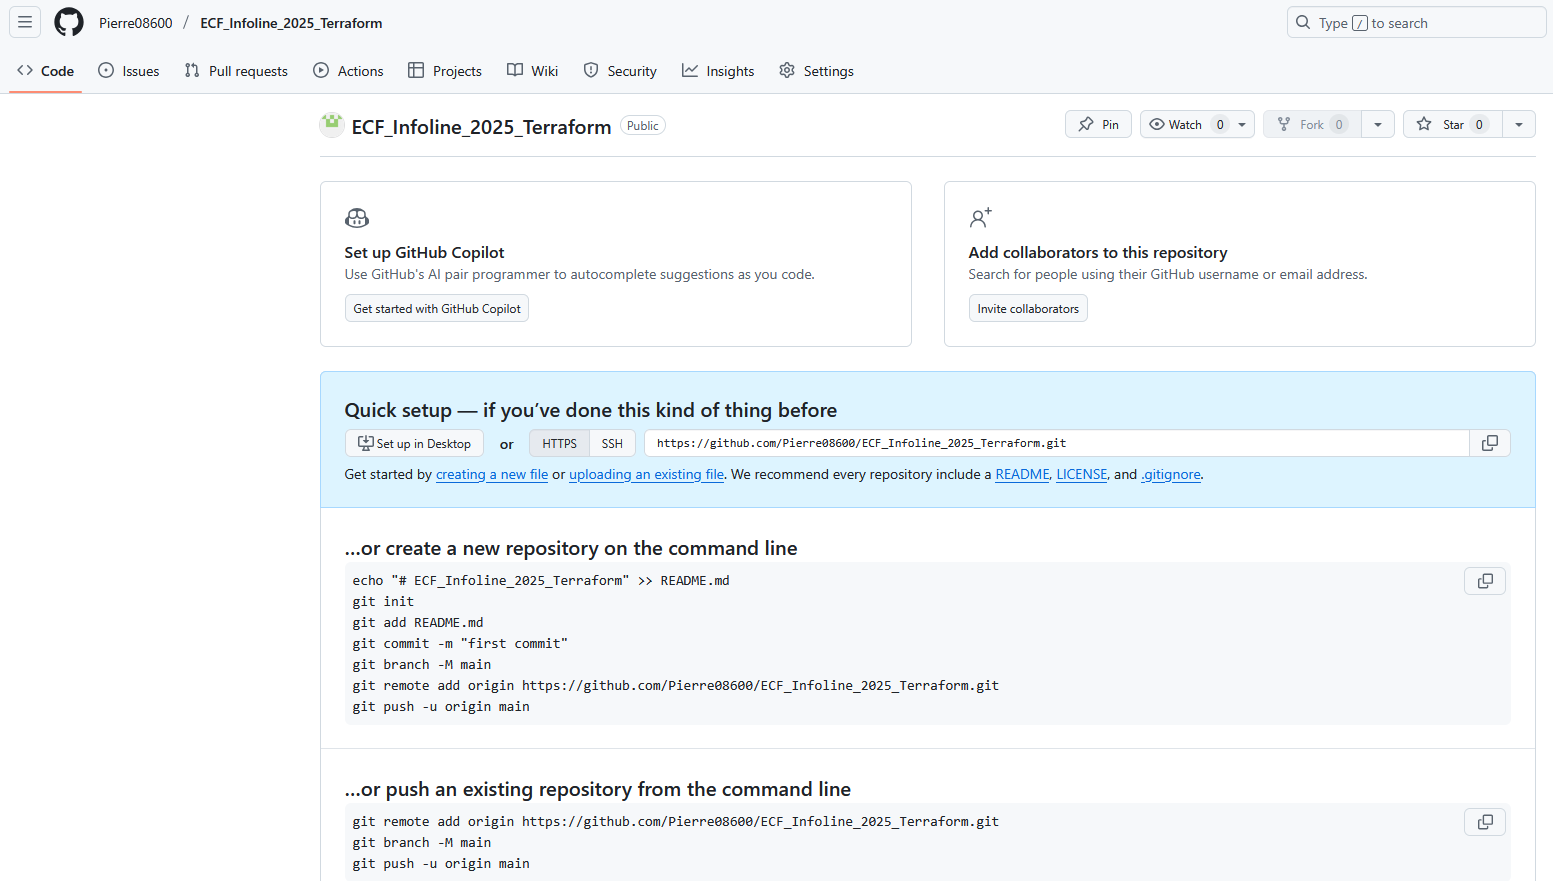 Pierre08600 / ECF_Infoline_2025_Terraform
Type / to search
Code Issues Pull requests Actions Projects Wiki Security Insights Settings
ECF_Infoline_2025_Terraform Public
Pin Watch 0 Fork 0 Star 0
Set up GitHub Copilot
Use GitHub's AI pair programmer to autocomplete suggestions as you code.
Get started with GitHub Copilot
Add collaborators to this repository
Search for people using their GitHub username or email address.
Invite collaborators
Quick setup — if you’ve done this kind of thing before
Set up in Desktop or HTTPS SSH https://github.com/Pierre08600/ECF_Infoline_2025_Terraform.git
Get started by creating a new file or uploading an existing file. We recommend every repository include a README, LICENSE, and .gitignore.
…or create a new repository on the command line
echo "# ECF_Infoline_2025_Terraform" >> README.md
git init
git add README.md
git commit -m "first commit"
git branch -M main
git remote add origin https://github.com/Pierre08600/ECF_Infoline_2025_Terraform.git
git push -u origin main
…or push an existing repository from the command line
git remote add origin https://github.com/Pierre08600/ECF_Infoline_2025_Terraform.git
git branch -M main
git push -u origin main